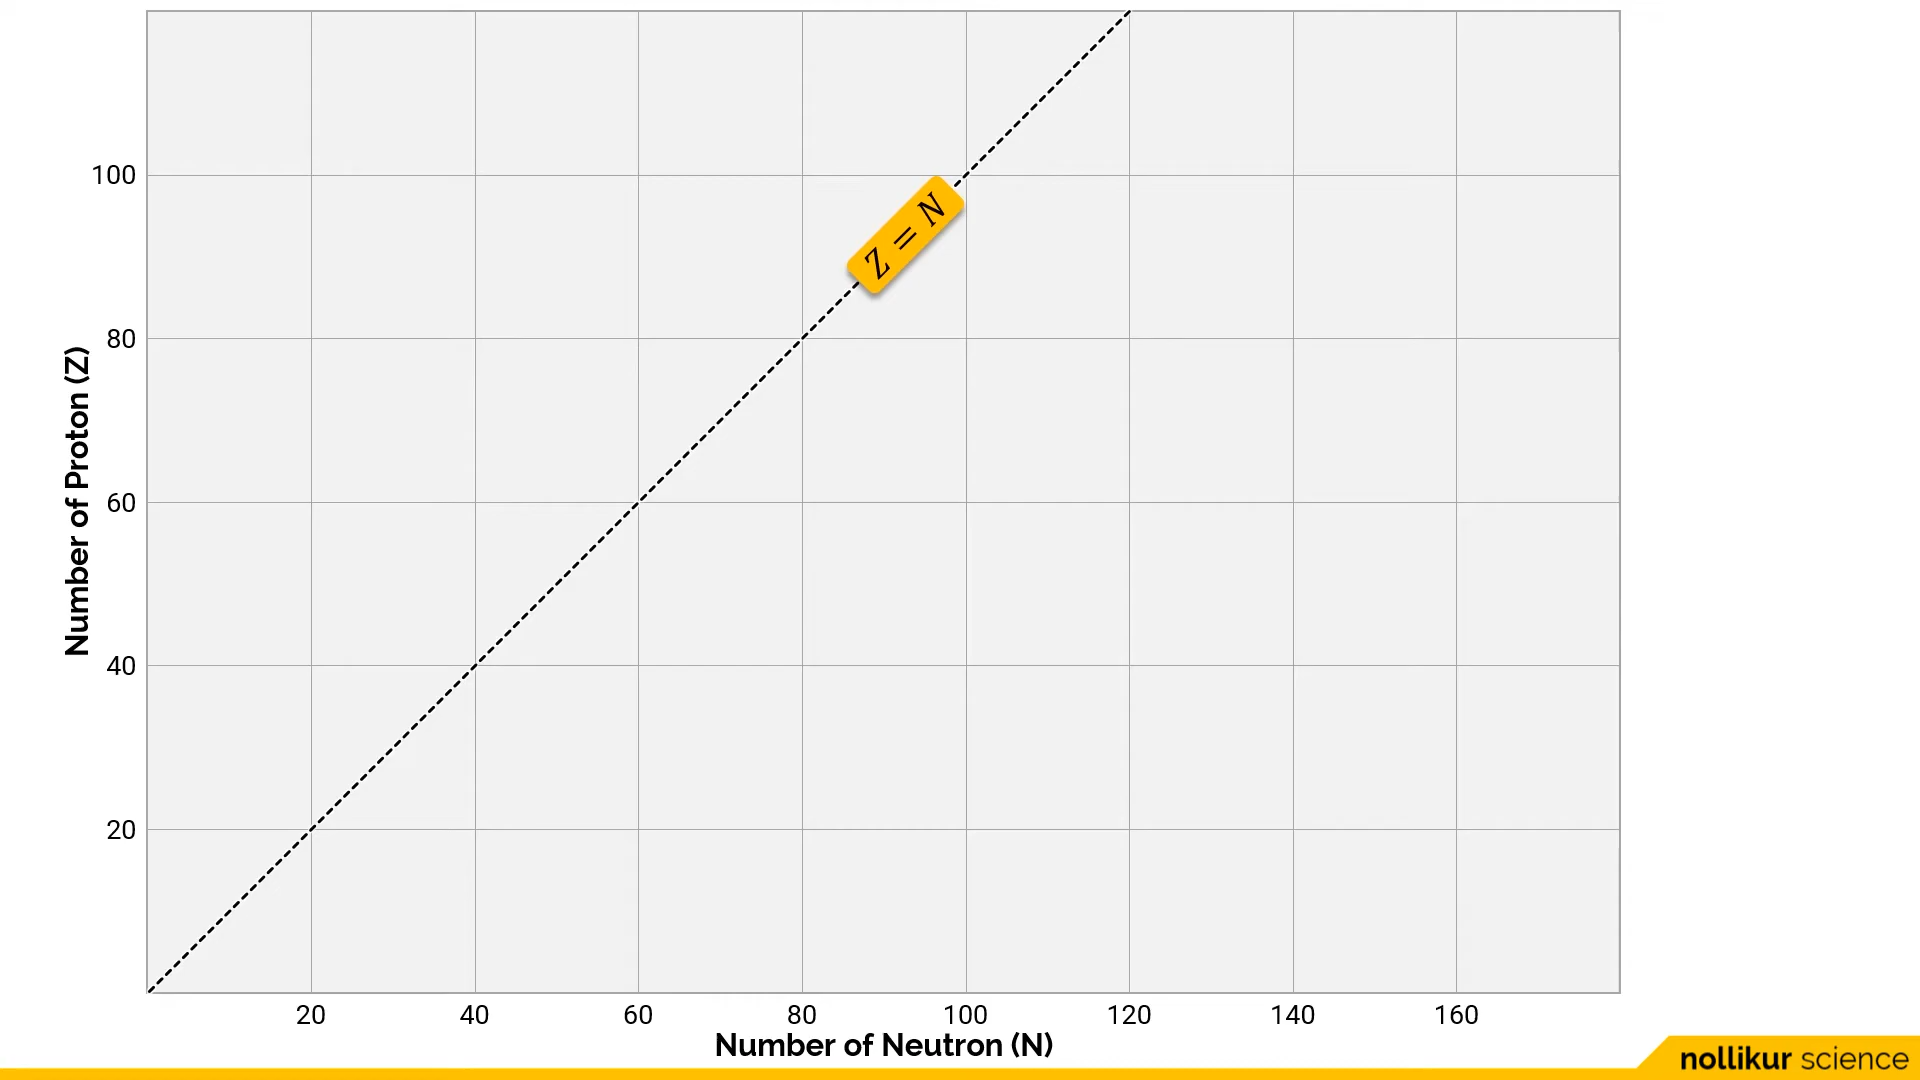 100
80
60
40
20
Number of Proton (Z)
Z = N
20 40 60 80 100 120 140 160
Number of Neutron (N)
nollikur science